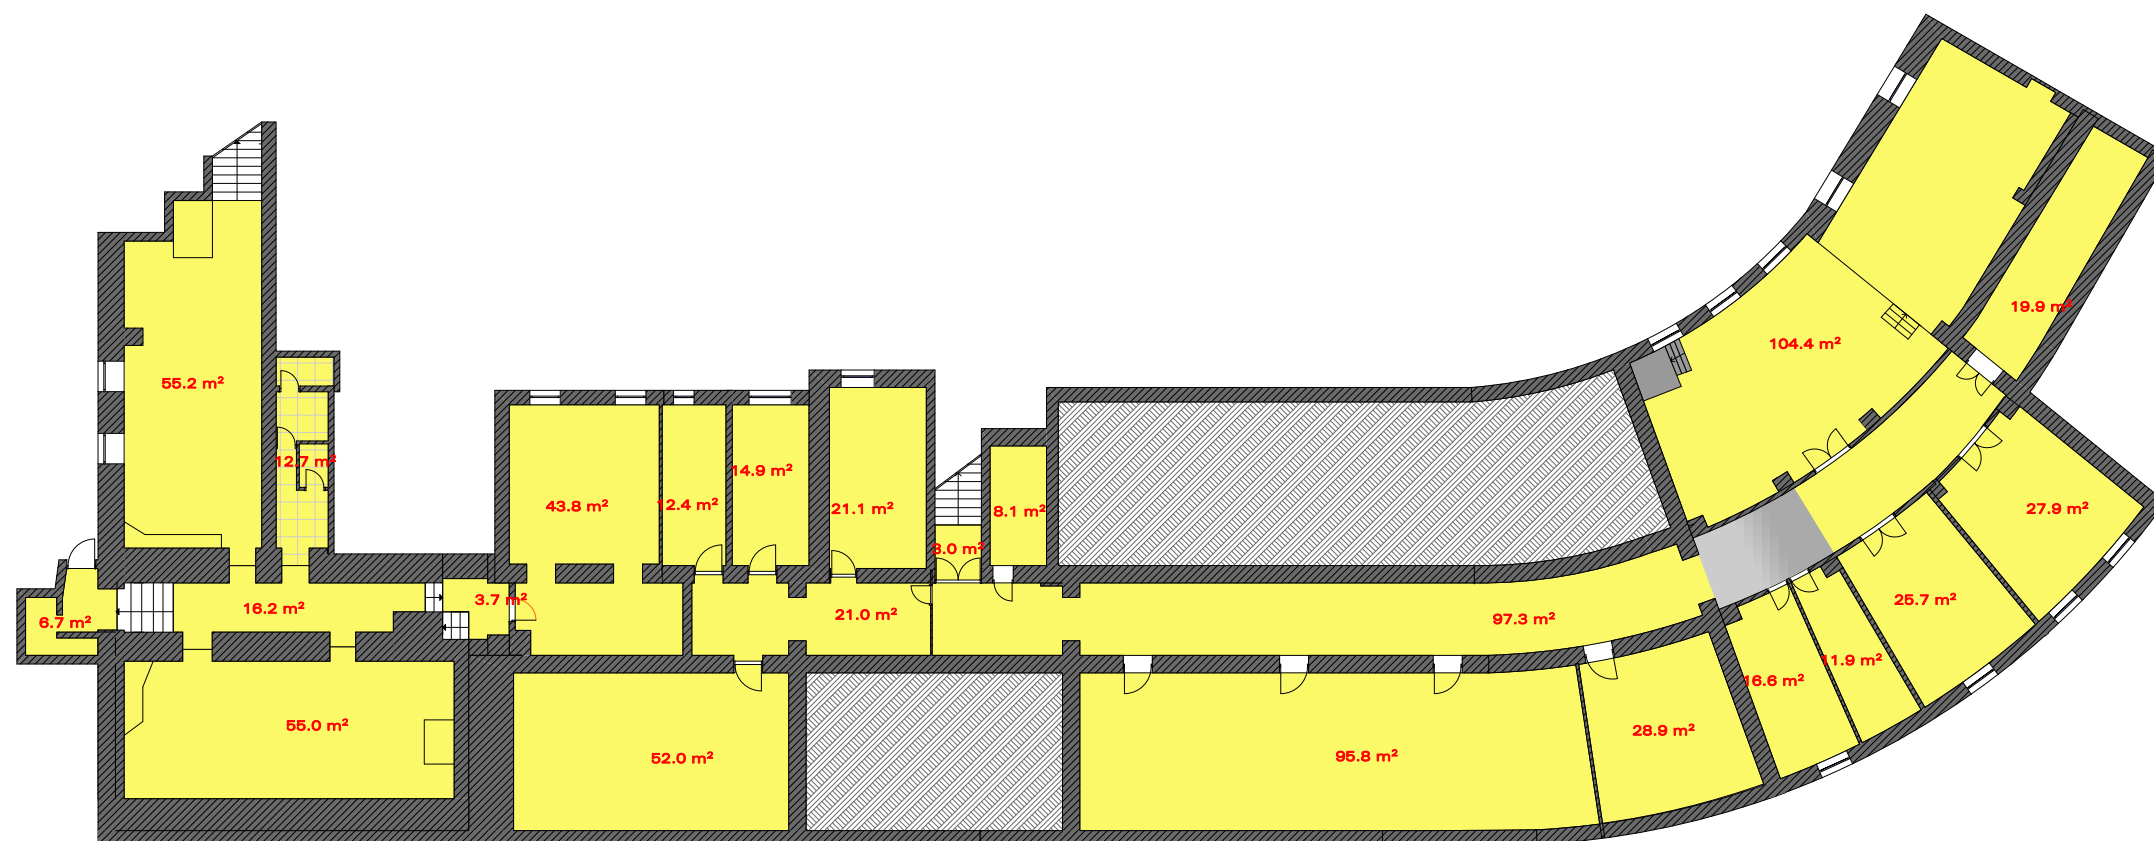 19.9 m²
104.4 m²
55.2 m²
12.7 m²
14.9 m²
43.8 m²
12.4 m²
21.1 m²
8.1 m²
27.9 m²
3.0 m²
25.7 m²
3.7 m²
16.2 m²
21.0 m²
97.3 m²
6.7 m²
11.9 m²
16.6 m²
55.0 m²
28.9 m²
52.0 m²
95.8 m²